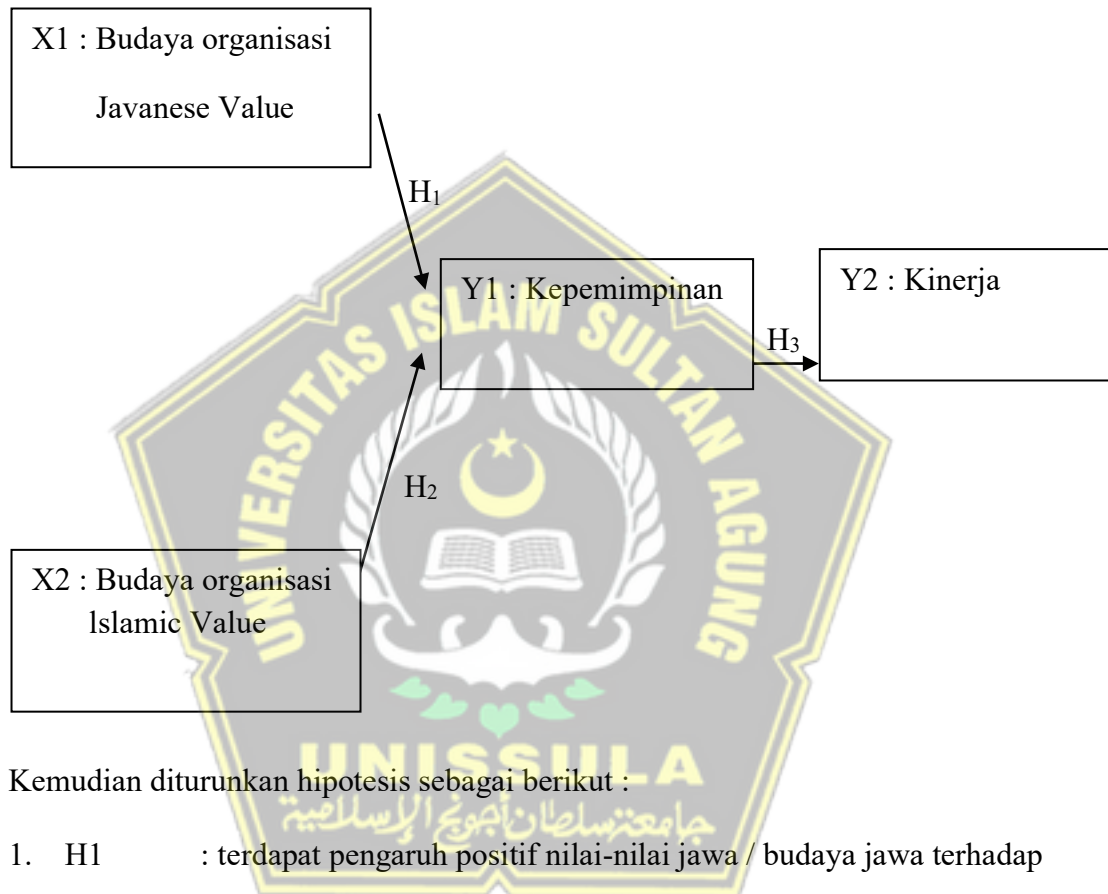 X1 : Budaya organisasi
Javanese Value
H1
Y1 : Kepemimpinan
Y2 : Kinerja
H3
H2
X2 : Budaya organisasi
lslamic Value
UNIVERSITAS ISLAM SULTAN AGUNG
UNISSULA
جامعة سلطان أجونج الإسلامية
Kemudian diturunkan hipotesis sebagai berikut :
1. H1 : terdapat pengaruh positif nilai-nilai jawa / budaya jawa terhadap